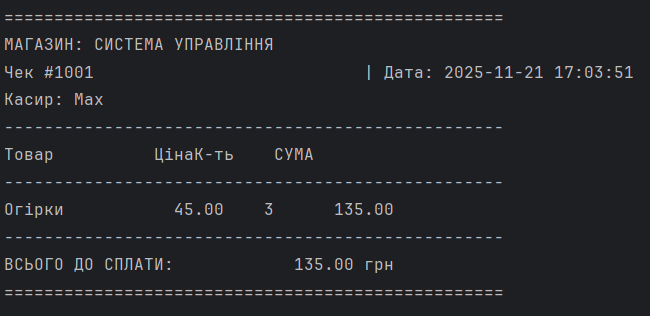 ==================================================
МАГАЗИН: СИСТЕМА УПРАВЛІННЯ
Чек #1001                           | Дата: 2025-11-21 17:03:51
Касир: Max
--------------------------------------------------
Товар          ЦінаК-ть    СУМА
--------------------------------------------------
Огірки           45.00    3      135.00
--------------------------------------------------
ВСЬОГО ДО СПЛАТИ:            135.00 грн
==================================================